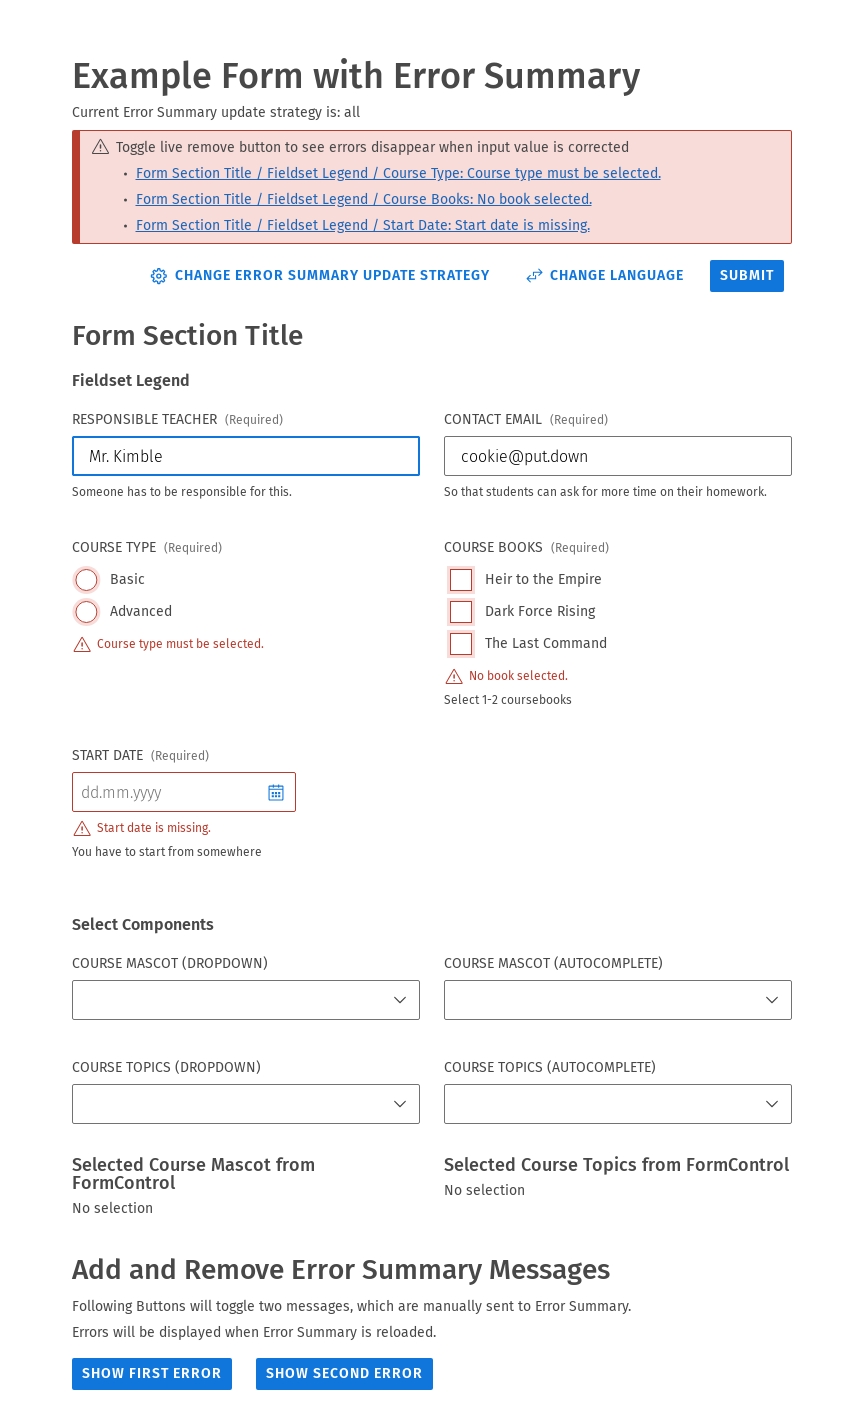 Example Form with Error Summary
Current Error Summary update strategy is: all
Toggle live remove button to see errors disappear when input value is corrected
• Form Section Title / Fieldset Legend / Course Type: Course type must be selected.
• Form Section Title / Fieldset Legend / Course Books: No book selected.
• Form Section Title / Fieldset Legend / Start Date: Start date is missing.
CHANGE ERROR SUMMARY UPDATE STRATEGY CHANGE LANGUAGE SUBMIT
Form Section Title
Fieldset Legend
RESPONSIBLE TEACHER (Required)
Mr. Kimble
Someone has to be responsible for this.
CONTACT EMAIL (Required)
cookie@put.down
So that students can ask for more time on their homework.
COURSE TYPE (Required)
Basic
Advanced
Course type must be selected.
COURSE BOOKS (Required)
Heir to the Empire
Dark Force Rising
The Last Command
No book selected.
Select 1-2 coursebooks
START DATE (Required)
dd.mm.yyyy
Start date is missing.
You have to start from somewhere
Select Components
COURSE MASCOT (DROPDOWN)
COURSE MASCOT (AUTOCOMPLETE)
COURSE TOPICS (DROPDOWN)
COURSE TOPICS (AUTOCOMPLETE)
Selected Course Mascot from
FormControl
No selection
Selected Course Topics from FormControl
No selection
Add and Remove Error Summary Messages
Following Buttons will toggle two messages, which are manually sent to Error Summary.
Errors will be displayed when Error Summary is reloaded.
SHOW FIRST ERROR SHOW SECOND ERROR